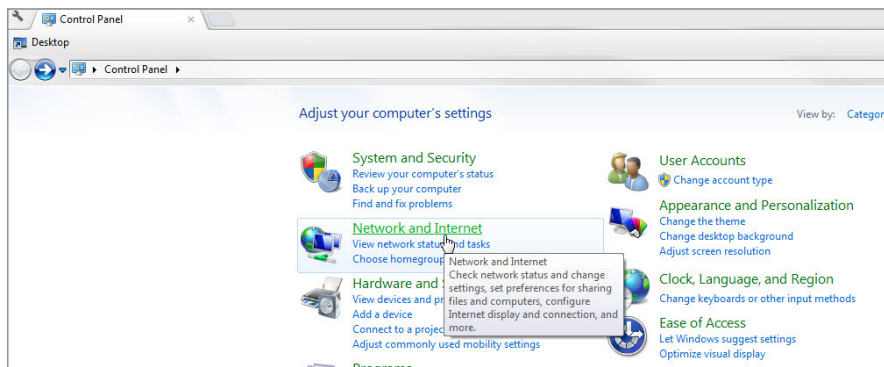 Control Panel
Desktop
Control Panel
Adjust your computer's settings
View by: Categor
System and Security
Review your computer's status
Back up your computer
Find and fix problems
Network and Internet
View network status and tasks
Choose homegroup
Network and Internet
Check network status and change
settings, set preferences for sharing
files and computers, configure
Internet display and connection, and
more.
Hardware and S
View devices and pr
Add a device
Connect to a projec
Adjust commonly used mobility settings
Programs
User Accounts
Change account type
Appearance and Personalization
Change the theme
Change desktop background
Adjust screen resolution
Clock, Language, and Region
Change keyboards or other input methods
Ease of Access
Let Windows suggest settings
Optimize visual display